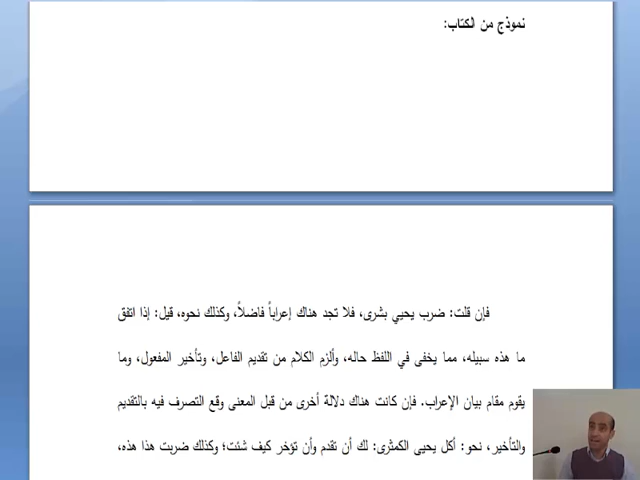 نموذج من الكتاب:
فإن قلت: ضرب يحيي بشرى، فلا تجد هناك إعراباً فاضلاً، وكذلك نحوه، قيل: إذا اتفق
ما هذه سبيله، مما يخفى في اللفظ حاله، وألزم الكلام من تقديم الفاعل، وتأخير المفعول، وما
يقوم مقام بيان الإعراب. فإن كانت هناك دلالة أخرى من قبل المعنى وقع التصرف فيه بالتقديم
والتأخير، نحو: أكل يحيى الكمثرى: لك أن تقدم وأن تؤخر كيف شئت؛ وكذلك ضربت هذا هذه،